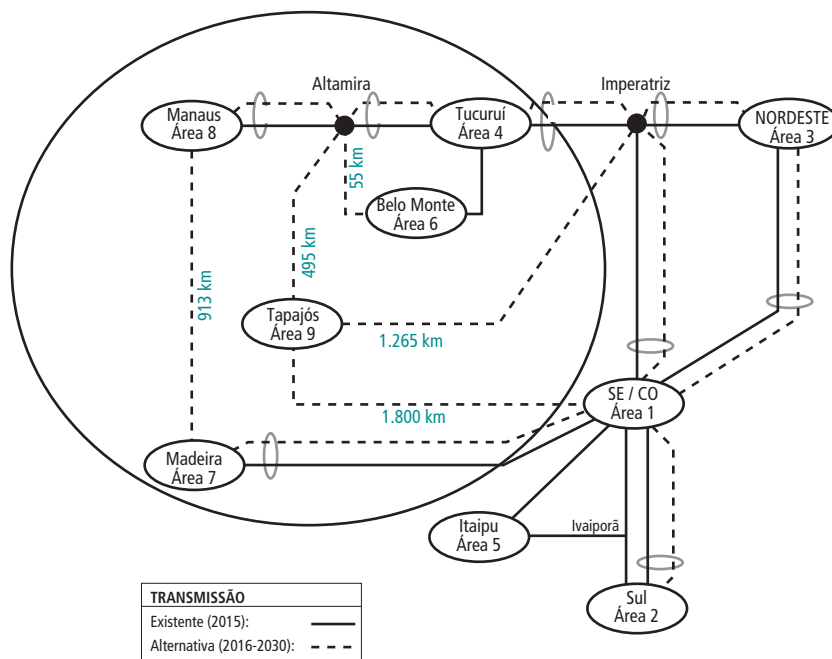 Altamira
Imperatriz
Manaus
Área 8
Tucuruí
Área 4
NORDESTE
Área 3
55 km
Belo Monte
Área 6
495 km
913 km
Tapajós
Área 9
1.265 km
SE / CO
Área 1
1.800 km
Madeira
Área 7
Itaipu
Área 5
Ivaiporã
Sul
Área 2
TRANSMISSÃO
Existente (2015):
Alternativa (2016-2030):